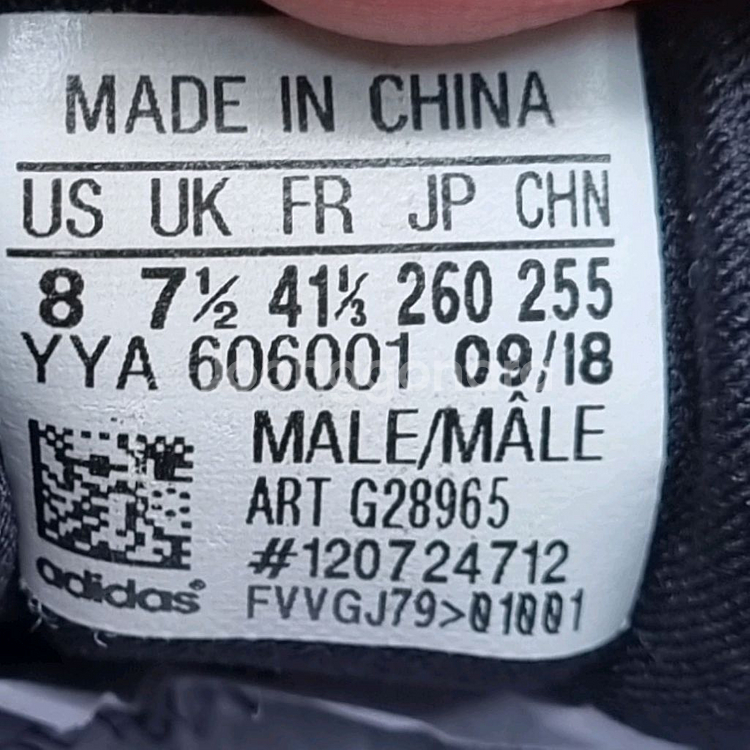 MADE IN CHINA
US UK FR JP CHN
8 7½ 41⅓ 260 255
YYA 606001 09/18
MALE/MÂLE
ART G28965
#120724712
adidas®
FVVGJ79>01001